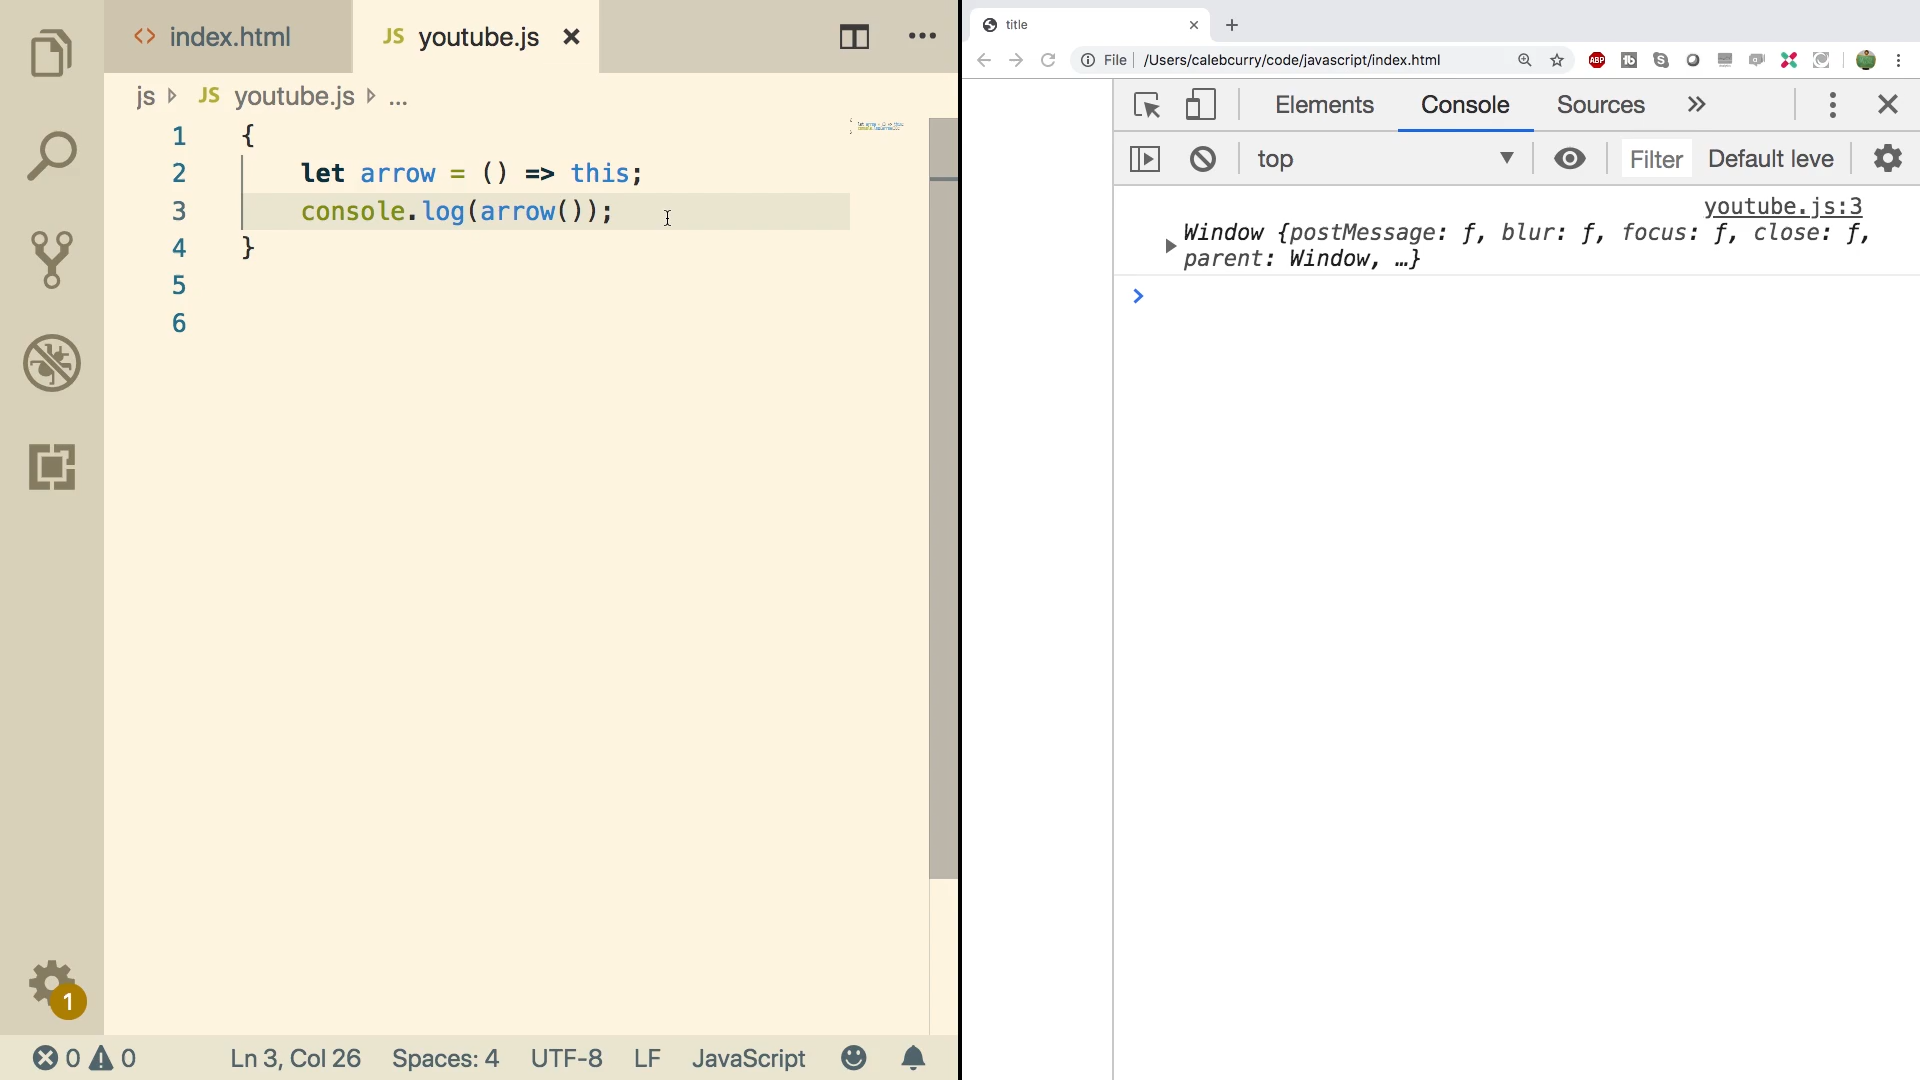 <> index.html
JS youtube.js
js JS youtube.js ...
1 {
2 let arrow = () => this;
3 console.log(arrow());
4 }
5
6
1
0 0 Ln 3, Col 26 Spaces: 4 UTF-8 LF JavaScript
title
File /Users/calebcurry/code/javascript/index.html
ABP
Elements Console Sources »
top Filter Default leve
youtube.js:3
Window {postMessage: ƒ, blur: ƒ, focus: ƒ, close: ƒ,
parent: Window, …}